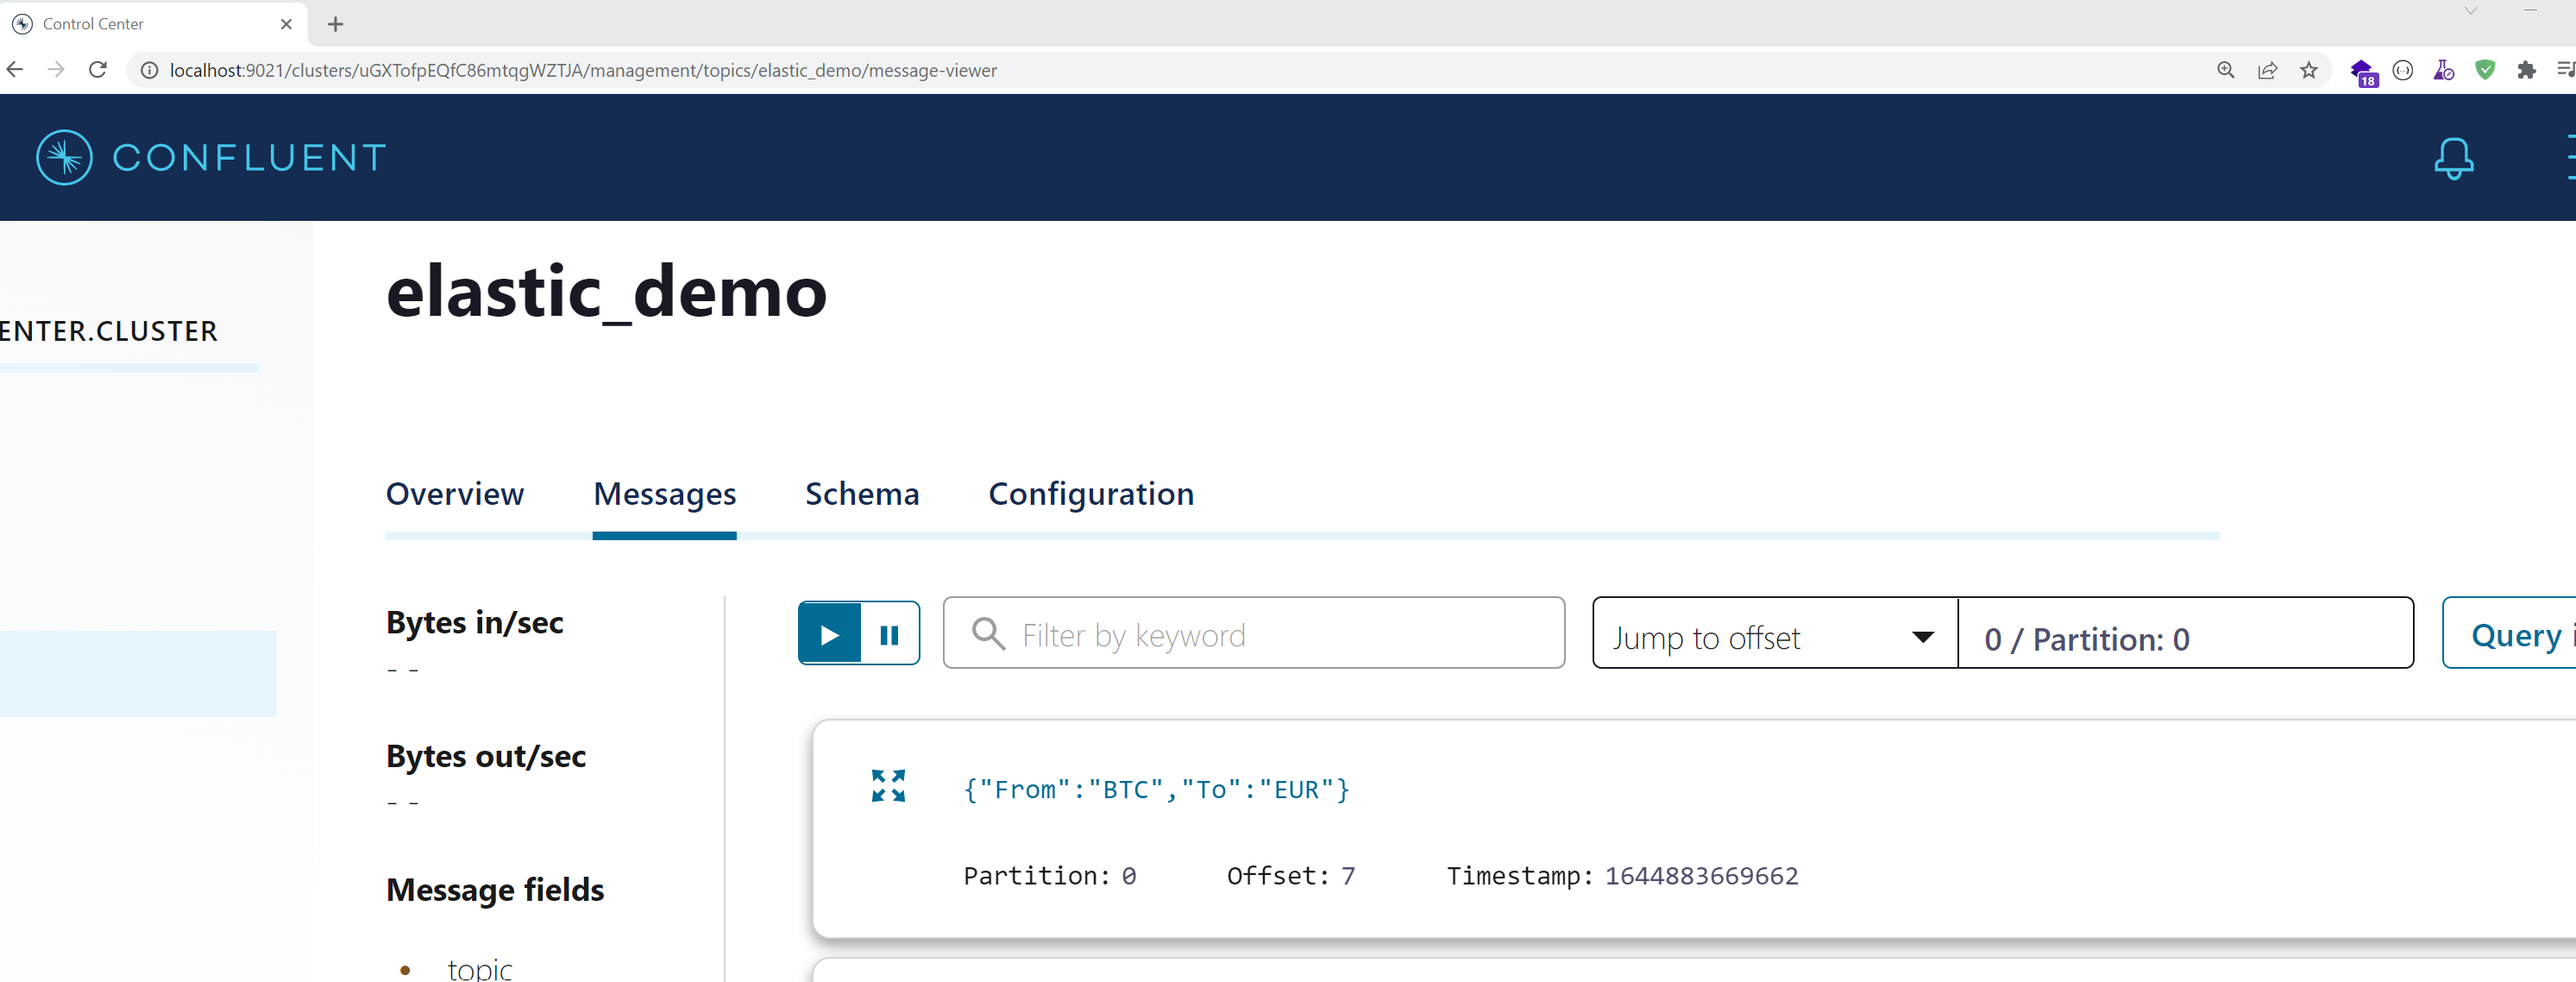 Control Center
localhost:9021/clusters/uGXTofpEQfC86mtqgWZTJA/management/topics/elastic_demo/message-viewer
18
CONFLUENT
elastic_demo
ENTER.CLUSTER
Overview Messages Schema Configuration
Bytes in/sec
- -
Filter by keyword
Jump to offset
0 / Partition: 0
Query
Bytes out/sec
- -
{"From":"BTC","To":"EUR"}
Partition: 0 Offset: 7 Timestamp: 1644883669662
Message fields
topic